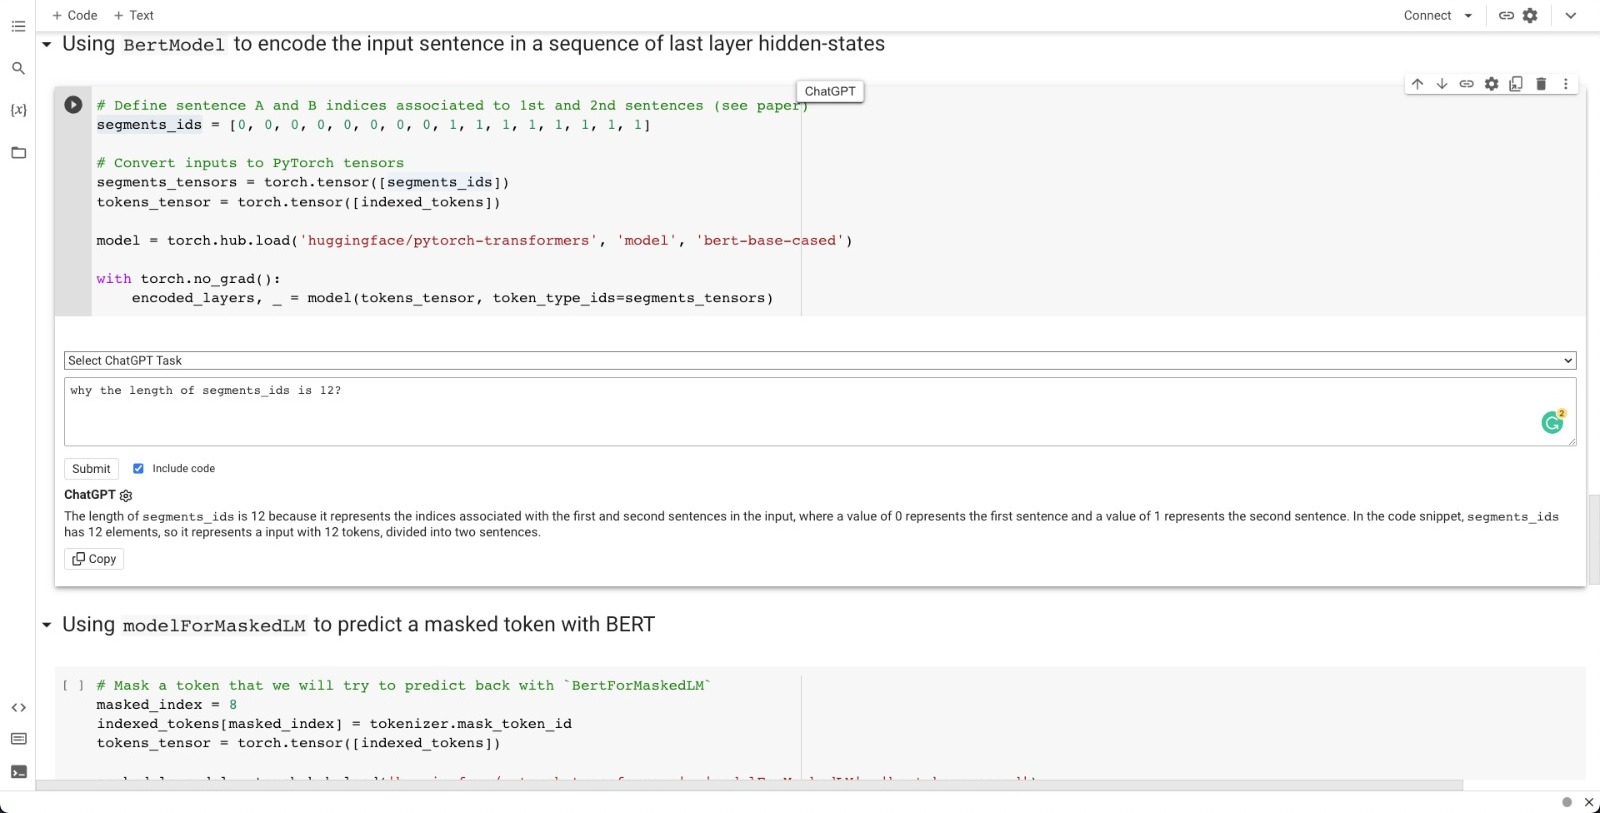 + Code + Text
Connect
Using BertModel to encode the input sentence in a sequence of last layer hidden-states
ChatGPT
# Define sentence A and B indices associated to 1st and 2nd sentences (see paper)
segments_ids = [0, 0, 0, 0, 0, 0, 0, 0, 1, 1, 1, 1, 1, 1, 1, 1]
{x}
# Convert inputs to PyTorch tensors
segments_tensors = torch.tensor([segments_ids])
tokens_tensor = torch.tensor([indexed_tokens])
model = torch.hub.load('huggingface/pytorch-transformers', 'model', 'bert-base-cased')
with torch.no_grad():
encoded_layers, _ = model(tokens_tensor, token_type_ids=segments_tensors)
Select ChatGPT Task
why the length of segments_ids is 12?
2
Submit Include code
ChatGPT
The length of segments_ids is 12 because it represents the indices associated with the first and second sentences in the input, where a value of 0 represents the first sentence and a value of 1 represents the second sentence. In the code snippet, segments_ids
has 12 elements, so it represents a input with 12 tokens, divided into two sentences.
Copy
Using modelForMaskedLM to predict a masked token with BERT
[ ] # Mask a token that we will try to predict back with `BertForMaskedLM`
masked_index = 8
indexed_tokens[masked_index] = tokenizer.mask_token_id
tokens_tensor = torch.tensor([indexed_tokens])